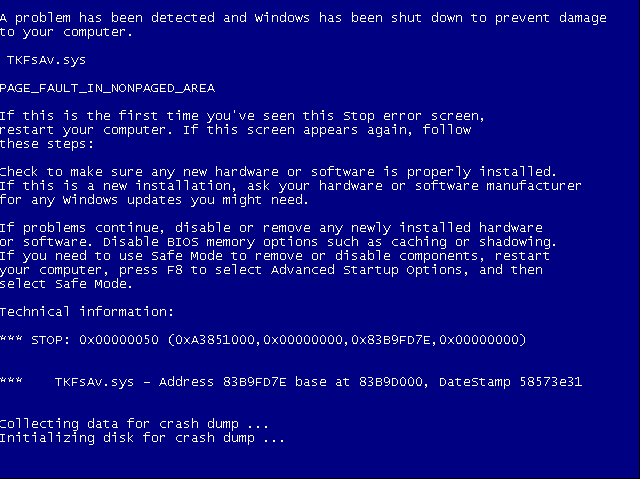 A problem has been detected and Windows has been shut down to prevent damage
to your computer.
TKFsAv.sys
PAGE_FAULT_IN_NONPAGED_AREA
If this is the first time you've seen this Stop error screen,
restart your computer. If this screen appears again, follow
these steps:
Check to make sure any new hardware or software is properly installed.
If this is a new installation, ask your hardware or software manufacturer
for any Windows updates you might need.
If problems continue, disable or remove any newly installed hardware
or software. Disable BIOS memory options such as caching or shadowing.
If you need to use Safe Mode to remove or disable components, restart
your computer, press F8 to select Advanced Startup Options, and then
select Safe Mode.
Technical information:
*** STOP: 0x00000050 (0xA3851000,0x00000000,0x83B9FD7E,0x00000000)
*** TKFsAv.sys - Address 83B9FD7E base at 83B9D000, DateStamp 58573e31
Collecting data for crash dump ...
Initializing disk for crash dump ...